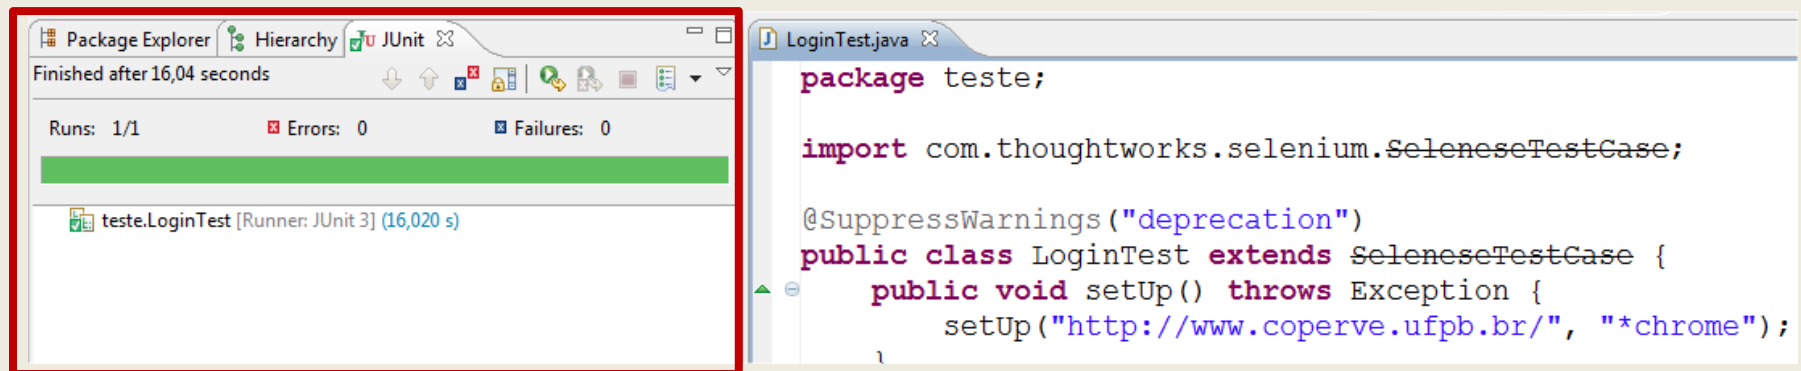 Package Explorer Hierarchy JUnit
Finished after 16,04 seconds
Runs: 1/1 Errors: 0 Failures: 0
teste.LoginTest [Runner: JUnit 3] (16,020 s)
LoginTest.java
package teste;
import com.thoughtworks.selenium.SeleneseTestCase;
@SuppressWarnings("deprecation")
public class LoginTest extends SeleneseTestCase {
public void setUp() throws Exception {
setUp("http://www.coperve.ufpb.br/", "*chrome");
}